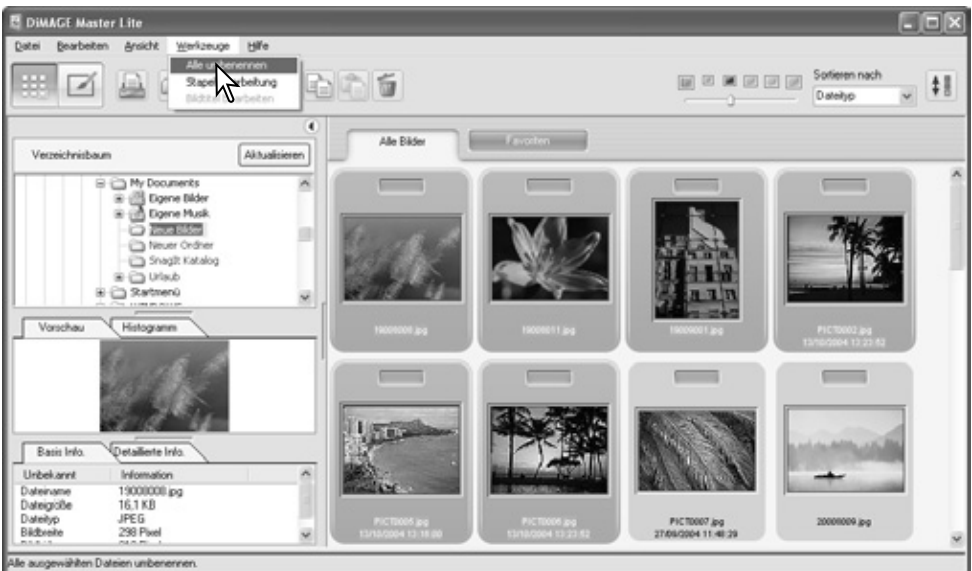 DiMAGE Master Lite
Datei Bearbeiten Ansicht Werkzeuge Hilfe
Alle umbenennen
Stapelverarbeitung
Sortieren nach
Dateityp
Verzeichnisbaum
Aktualisieren
My Documents
Eigene Bilder
Eigene Musik
Neue Bilder
Neuer Ordner
SnagIt Katalog
Urlaub
Startmenü
Vorschau Histogramm
Basis Info. Detaillierte Info.
Unbekannt Information
Dateiname 19008008.jpg
Dateigröße 16,1 KB
Dateityp JPEG
Bildbreite 298 Pixel
Alle Bilder Favoriten
19008008.jpg
19008011.jpg
19009001.jpg
PICT0002.jpg
13/10/2004 13:23:52
PICT0005.jpg
13/10/2004 13:18:00
PICT0006.jpg
13/10/2004 13:23:52
PICT0007.jpg
27/09/2004 11:40:29
20008009.jpg
Alle ausgewählten Dateien umbenennen.